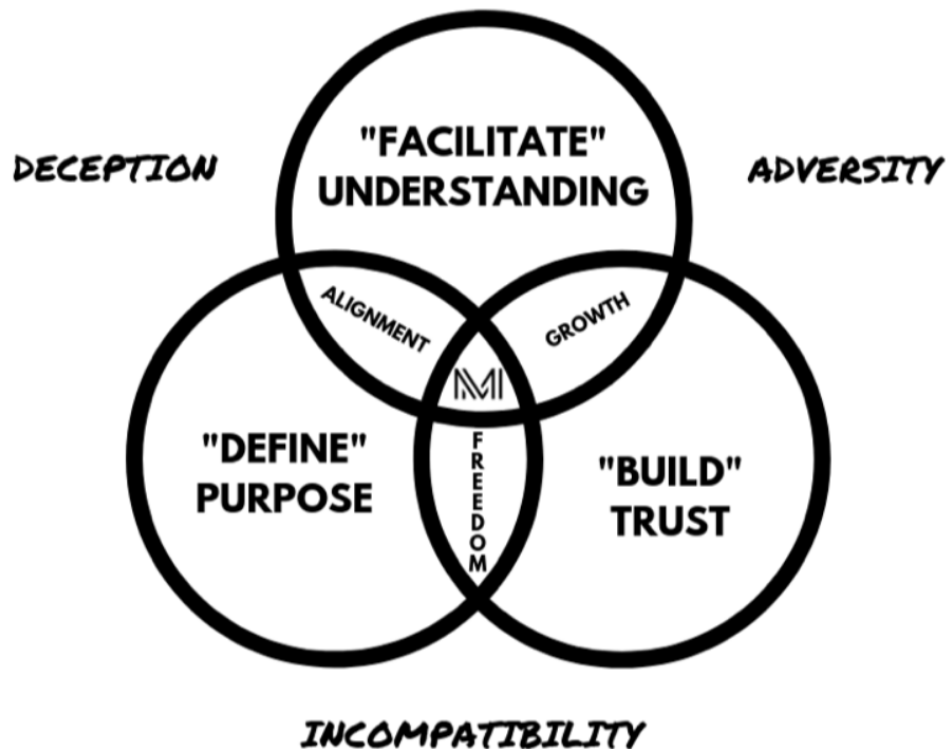 "FACILITATE"
UNDERSTANDING
DECEPTION
ADVERSITY
ALIGNMENT
GROWTH
M
FREEDOM
"DEFINE"
PURPOSE
"BUILD"
TRUST
INCOMPATIBILITY